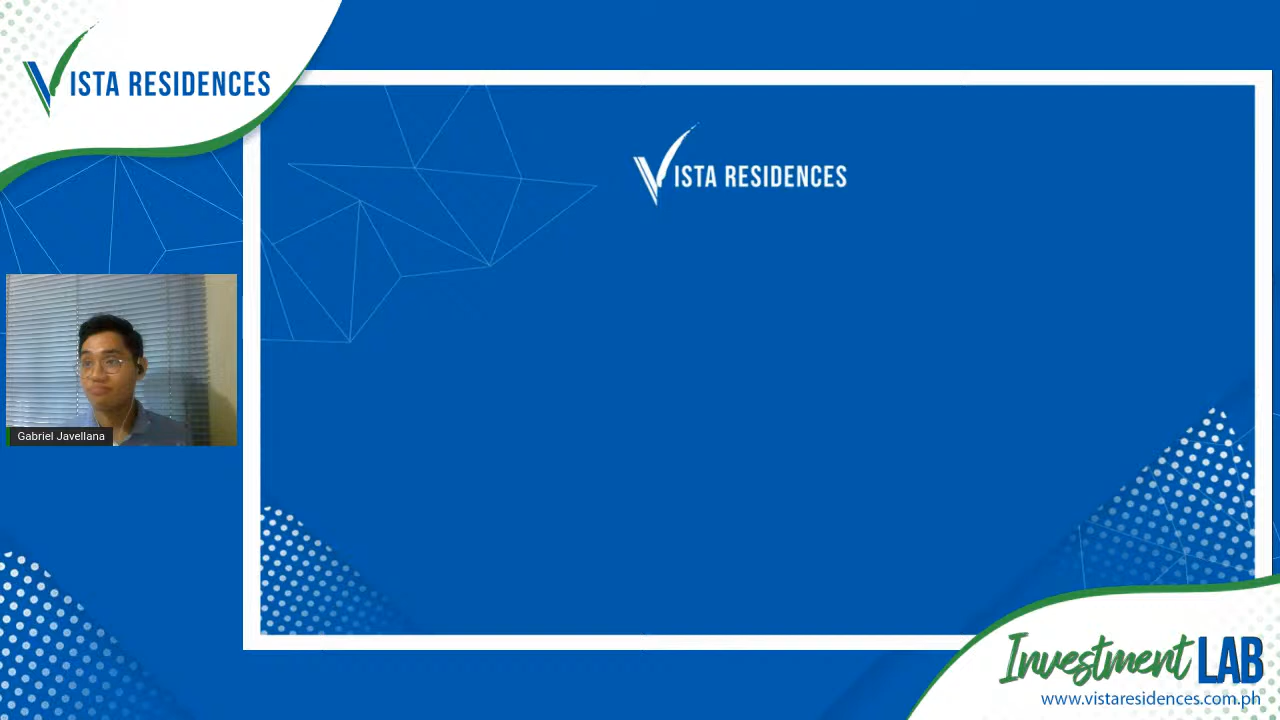 VISTA RESIDENCES
VISTA RESIDENCES
Gabriel Javellana
Investment LAB
www.vistaresidences.com.ph